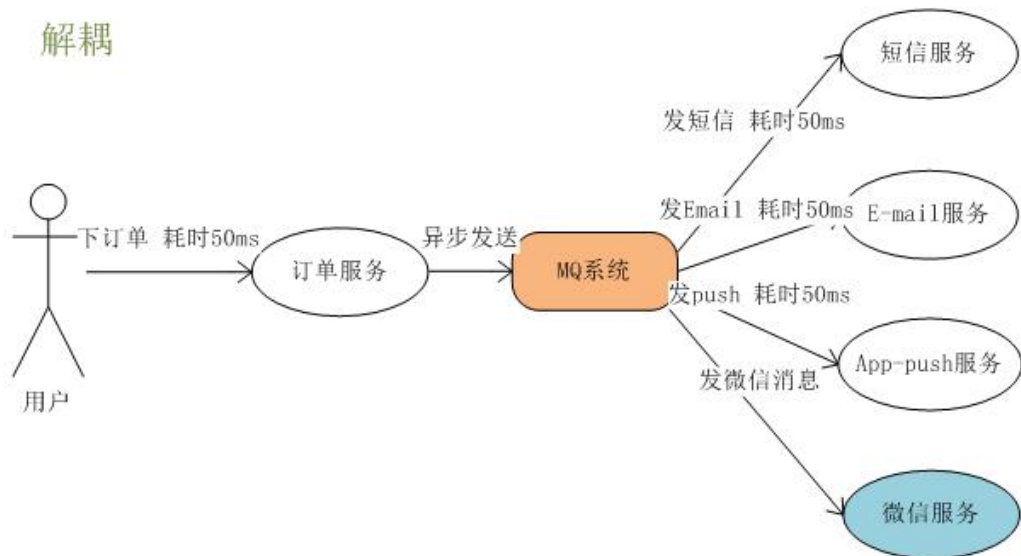 解耦
短信服务
发短信 耗时50ms
发Email 耗时50ms
E-mail服务
下订单 耗时50ms
异步发送
订单服务
MQ系统
发push 耗时50ms
App-push服务
发微信消息
用户
微信服务